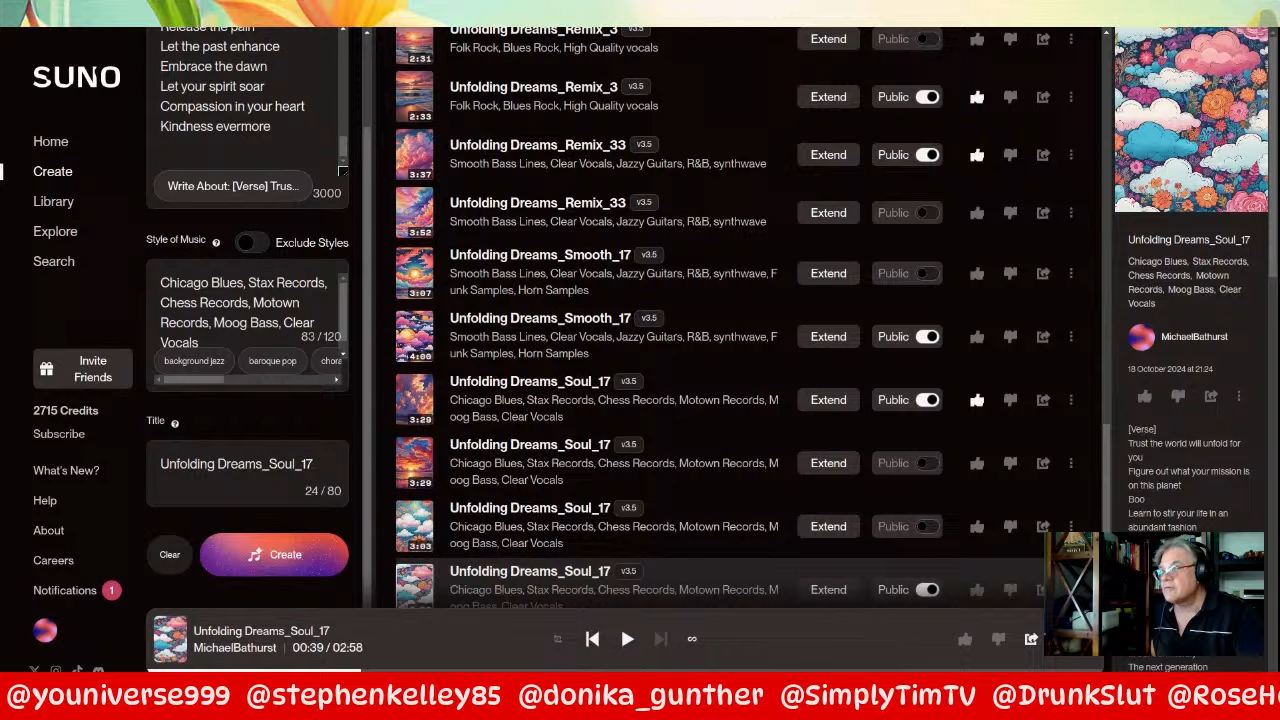 SUNO
Home
Create
Library
Explore
Search
Invite
Friends
2715 Credits
Subscribe
What's New?
Help
About
Careers
Notifications 1
Release the pain
Let the past enhance
Embrace the dawn
Let your spirit soar
Compassion in your heart
Kindness evermore
Write About: [Verse] Trus...
3000
Style of Music
Exclude Styles
Chicago Blues, Stax Records,
Chess Records, Motown
Records, Moog Bass, Clear
Vocals
83 / 120
background jazz
baroque pop
chora
Title
Unfolding Dreams_Soul_17
24 / 80
Clear
Create
Unfolding Dreams_Remix_3 v3.5
Folk Rock, Blues Rock, High Quality vocals
2:31
Extend Public
Unfolding Dreams_Remix_3 v3.5
Folk Rock, Blues Rock, High Quality vocals
2:33
Extend Public
Unfolding Dreams_Remix_33 v3.5
Smooth Bass Lines, Clear Vocals, Jazzy Guitars, R&B, synthwave
3:37
Extend Public
Unfolding Dreams_Remix_33 v3.5
Smooth Bass Lines, Clear Vocals, Jazzy Guitars, R&B, synthwave
3:52
Extend Public
Unfolding Dreams_Smooth_17 v3.5
Smooth Bass Lines, Clear Vocals, Jazzy Guitars, R&B, synthwave, F
unk Samples, Horn Samples
3:07
Extend Public
Unfolding Dreams_Smooth_17 v3.5
Smooth Bass Lines, Clear Vocals, Jazzy Guitars, R&B, synthwave, F
unk Samples, Horn Samples
4:00
Extend Public
Unfolding Dreams_Soul_17 v3.5
Chicago Blues, Stax Records, Chess Records, Motown Records, M
oog Bass, Clear Vocals
3:29
Extend Public
Unfolding Dreams_Soul_17 v3.5
Chicago Blues, Stax Records, Chess Records, Motown Records, M
oog Bass, Clear Vocals
3:29
Extend Public
Unfolding Dreams_Soul_17 v3.5
Chicago Blues, Stax Records, Chess Records, Motown Records, M
oog Bass, Clear Vocals
3:03
Extend Public
Unfolding Dreams_Soul_17 v3.5
Chicago Blues, Stax Records, Chess Records, Motown Records, M
oog Bass, Clear Vocals
Extend Public
Unfolding Dreams_Soul_17
Chicago Blues, Stax Records,
Chess Records, Motown
Records, Moog Bass, Clear
Vocals
MichaelBathurst
18 October 2024 at 21:24
[Verse]
Trust the world will unfold for
you
Figure out what your mission is
on this planet
Boo
Learn to stir your life in an
abundant fashion
The next generation
Unfolding Dreams_Soul_17
MichaelBathurst | 00:39 / 02:58
@youniverse999 @stephenkelley85 @donika_gunther @SimplyTimTV @DrunkSlut @RoseH